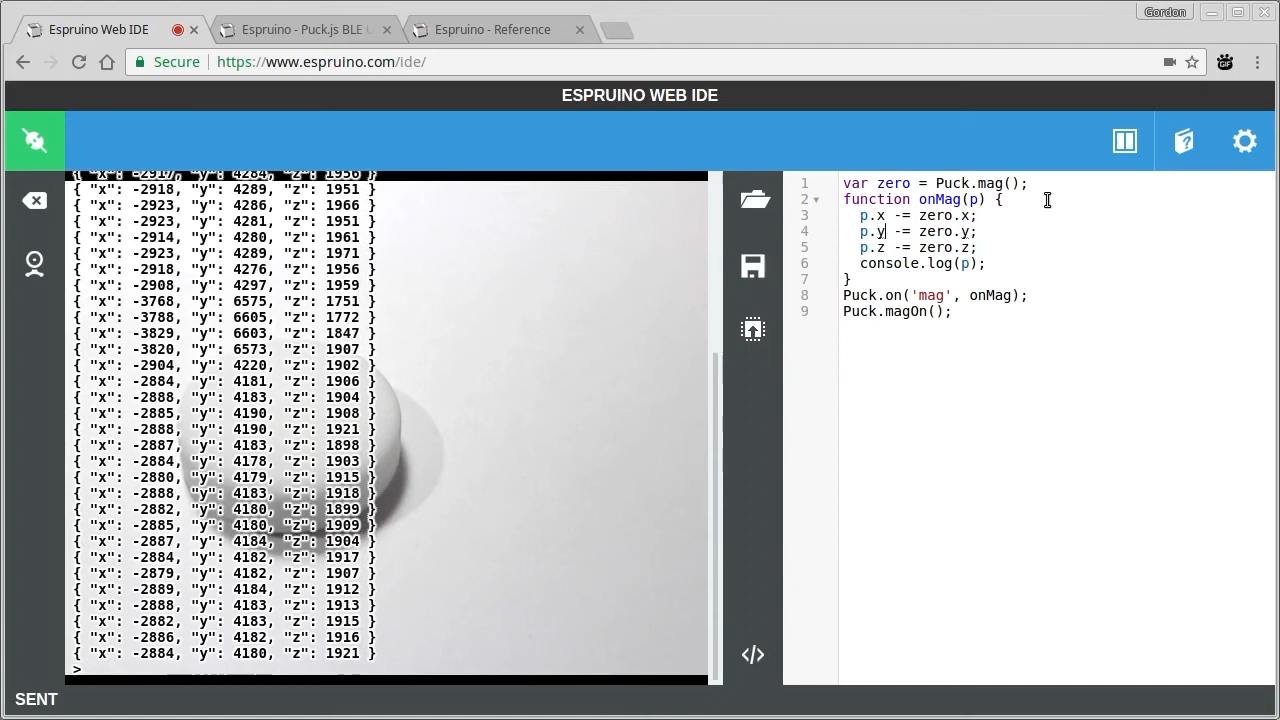 Gordon
Espruino Web IDE
Espruino - Puck.js BLE
Espruino - Reference
Secure
https://www.espruino.com/ide/
GIF
ESPRUINO WEB IDE
{ "x": -2917, "y": 4284, "z": 1956 }
{ "x": -2918, "y": 4289, "z": 1951 }
{ "x": -2923, "y": 4286, "z": 1966 }
{ "x": -2923, "y": 4281, "z": 1951 }
{ "x": -2914, "y": 4280, "z": 1961 }
{ "x": -2923, "y": 4289, "z": 1971 }
{ "x": -2918, "y": 4276, "z": 1956 }
{ "x": -2908, "y": 4297, "z": 1959 }
{ "x": -3768, "y": 6575, "z": 1751 }
{ "x": -3788, "y": 6605, "z": 1772 }
{ "x": -3829, "y": 6603, "z": 1847 }
{ "x": -3820, "y": 6573, "z": 1907 }
{ "x": -2904, "y": 4220, "z": 1902 }
{ "x": -2884, "y": 4181, "z": 1906 }
{ "x": -2888, "y": 4183, "z": 1904 }
{ "x": -2885, "y": 4190, "z": 1908 }
{ "x": -2888, "y": 4190, "z": 1921 }
{ "x": -2887, "y": 4183, "z": 1898 }
{ "x": -2884, "y": 4178, "z": 1903 }
{ "x": -2880, "y": 4179, "z": 1915 }
{ "x": -2888, "y": 4183, "z": 1918 }
{ "x": -2882, "y": 4180, "z": 1899 }
{ "x": -2885, "y": 4180, "z": 1909 }
{ "x": -2887, "y": 4184, "z": 1904 }
{ "x": -2884, "y": 4182, "z": 1917 }
{ "x": -2879, "y": 4182, "z": 1907 }
{ "x": -2889, "y": 4184, "z": 1912 }
{ "x": -2888, "y": 4183, "z": 1913 }
{ "x": -2882, "y": 4183, "z": 1915 }
{ "x": -2886, "y": 4182, "z": 1916 }
{ "x": -2884, "y": 4180, "z": 1921 }
>
1 var zero = Puck.mag();
2 function onMag(p) {
3 p.x -= zero.x;
4 p.y -= zero.y;
5 p.z -= zero.z;
6 console.log(p);
7 }
8 Puck.on('mag', onMag);
9 Puck.magOn();
SENT